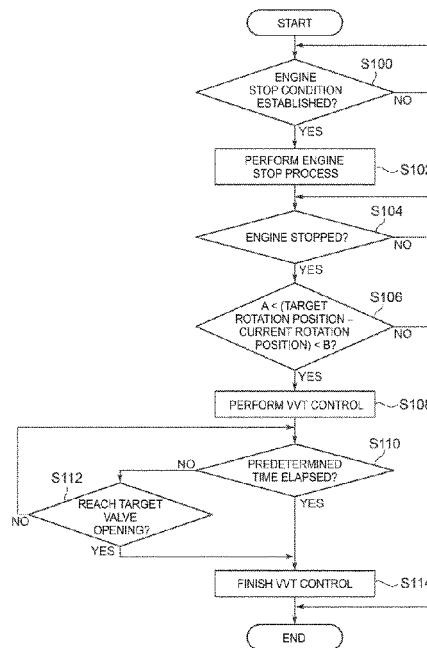 START
S100
ENGINE
STOP CONDITION
ESTABLISHED?
NO
YES
PERFORM ENGINE
STOP PROCESS
S102
S104
ENGINE STOPPED?
NO
YES
S106
A < (TARGET
ROTATION POSITION –
CURRENT ROTATION
POSITION) < B?
NO
YES
PERFORM VVT CONTROL
S108
S110
PREDETERMINED
TIME ELAPSED?
NO
YES
S112
REACH TARGET
VALVE
OPENING?
NO
YES
FINISH VVT CONTROL
S114
END